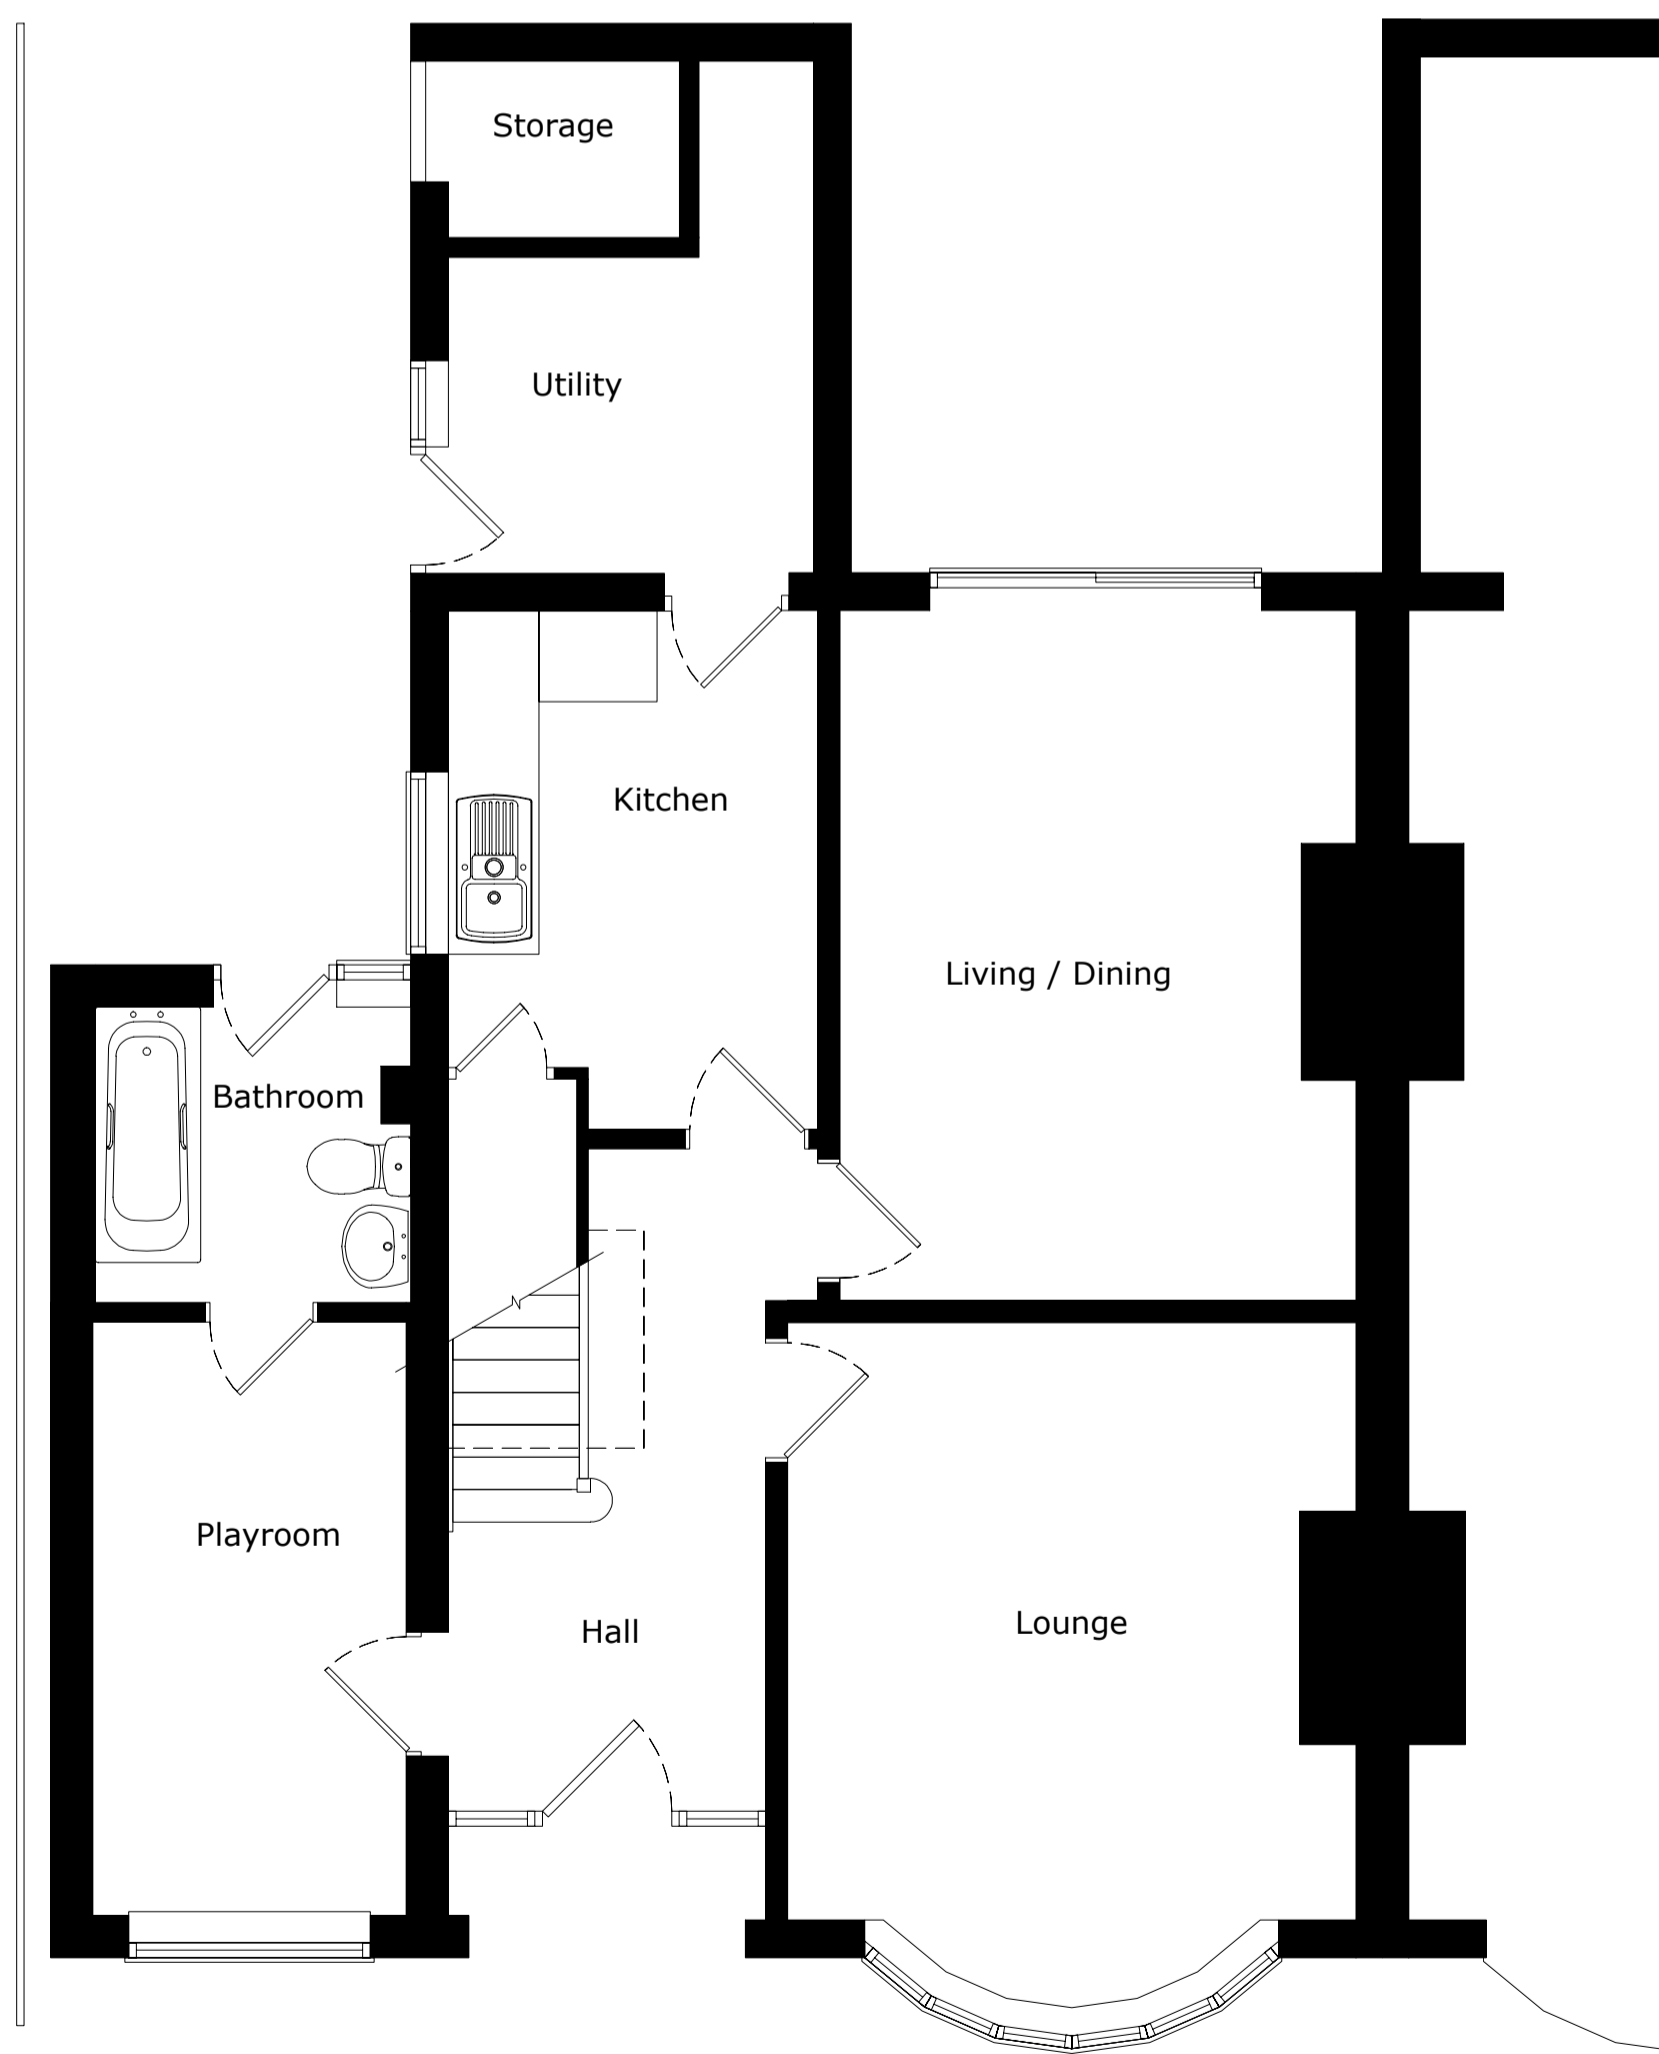 Storage
Utility
Kitchen
Living / Dining
Bathroom
Playroom
Hall
Lounge